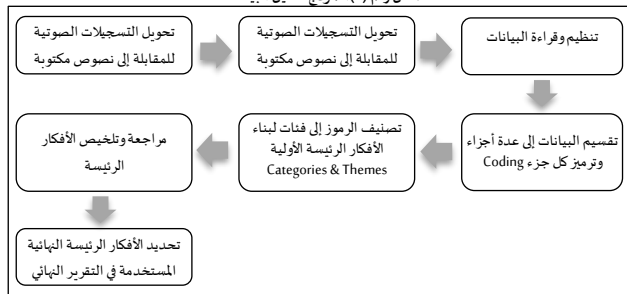 تحويل التسجيلات الصوتية
للمقابلة إلى نصوص مكتوبة
تحويل التسجيلات الصوتية
للمقابلة إلى نصوص مكتوبة
تنظيم وقراءة البيانات
تقسيم البيانات إلى عدة أجزاء
وترميز كل جزء Coding
تصنيف الرموز إلى فئات لبناء
الأفكار الرئيسة الأولية
Categories & Themes
مراجعة وتلخيص الأفكار
الرئيسة
تحديد الأفكار الرئيسة النهائية
المستخدمة في التقرير النهائي